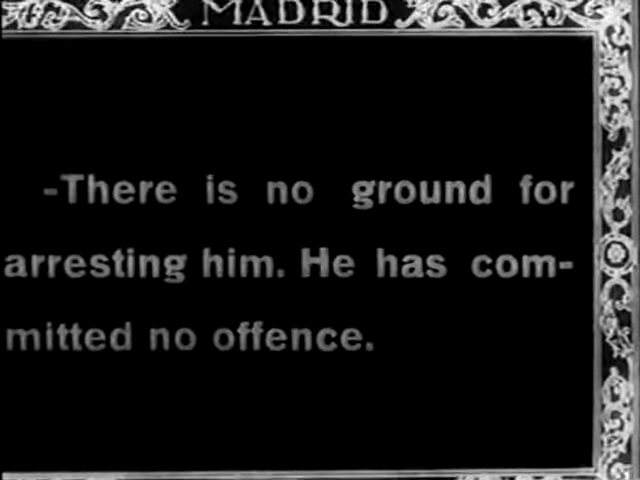 MADRID
-There is no ground for
arresting him. He has com-
mitted no offence.